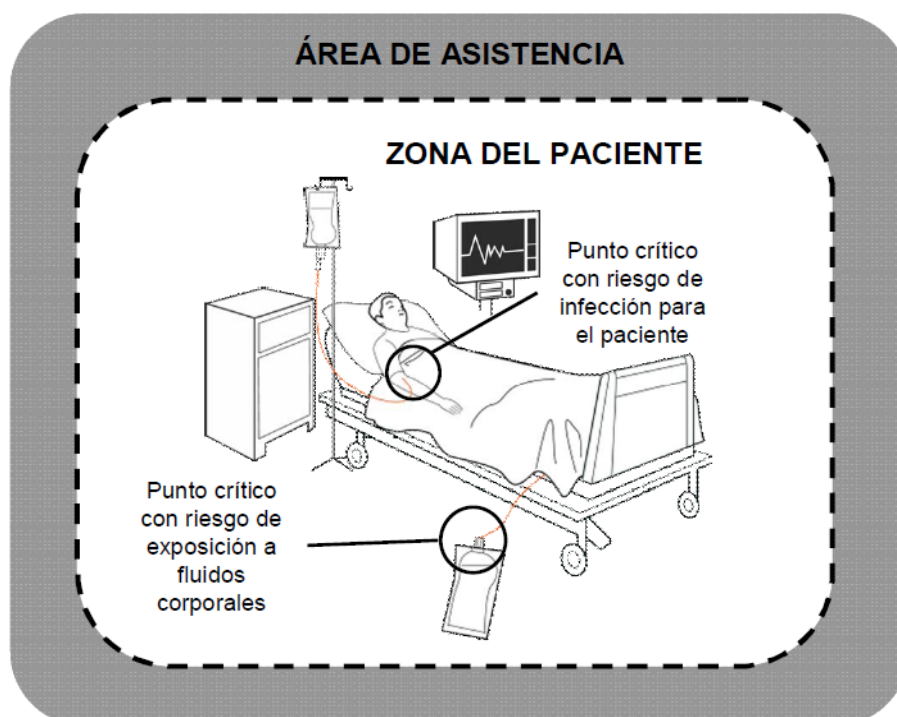 ÁREA DE ASISTENCIA
ZONA DEL PACIENTE
Punto crítico
con riesgo de
infección para
el paciente
Punto crítico
con riesgo de
exposición a
fluidos
corporales